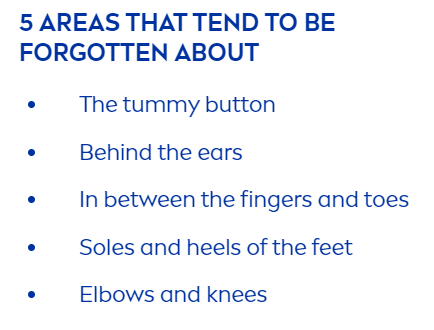 5 AREAS THAT TEND TO BE
FORGOTTEN ABOUT
• The tummy button
• Behind the ears
• In between the fingers and toes
• Soles and heels of the feet
• Elbows and knees